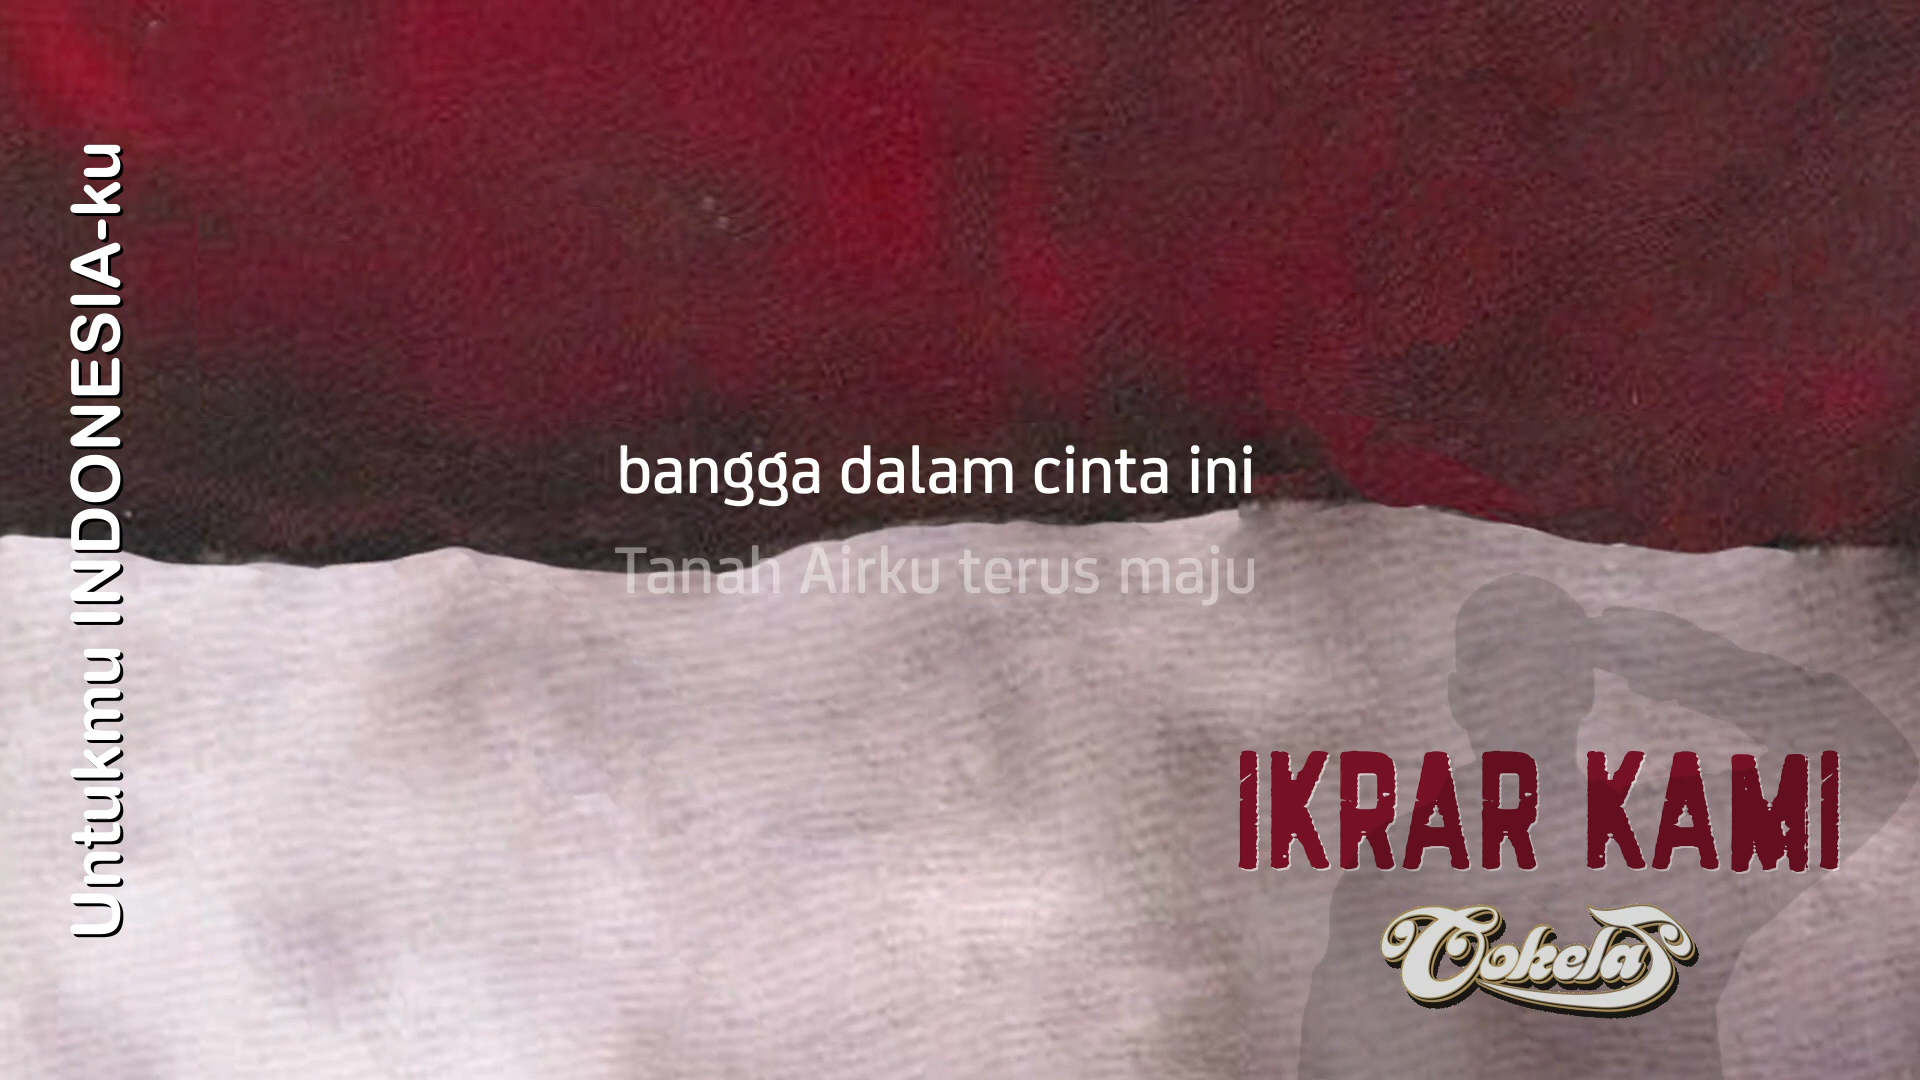 Untukmu INDONESIA-ku
bangga dalam cinta ini
Tanah Airku terus maju
IKRAR KAMI
Cokelat